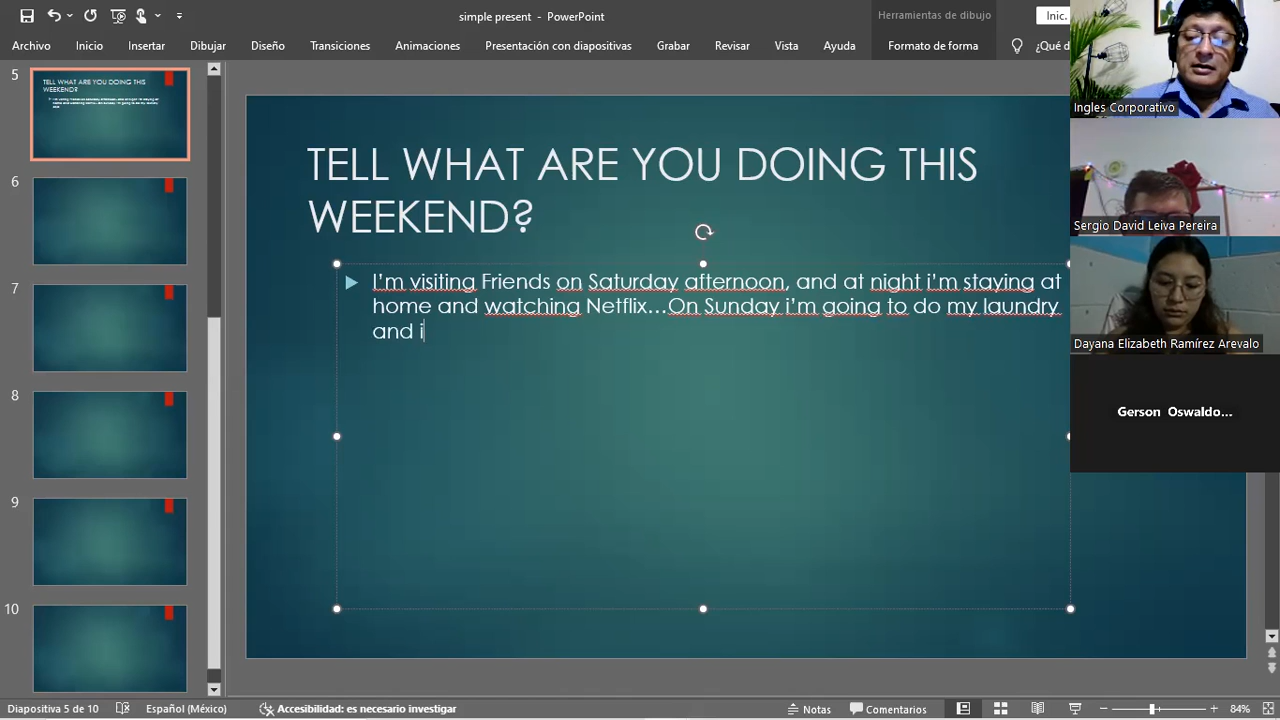 simple present - PowerPoint
Herramientas de dibujo
Inic.
Archivo
Inicio
Insertar
Dibujar
Diseño
Transiciones
Animaciones
Presentación con diapositivas
Grabar
Revisar
Vista
Ayuda
Formato de forma
¿Qué d
5
TELL WHAT ARE YOU DOING THIS
WEEKEND?
6
7
8
9
10
TELL WHAT ARE YOU DOING THIS
WEEKEND?
I'm visiting Friends on Saturday afternoon, and at night i'm staying at
home and watching Netflix…On Sunday i'm going to do my laundry
and i
Ingles Corporativo
Sergio David Leiva Pereira
Dayana Elizabeth Ramírez Arevalo
Gerson Oswaldo...
Diapositiva 5 de 10
Español (México)
Accesibilidad: es necesario investigar
Notas
Comentarios
84%